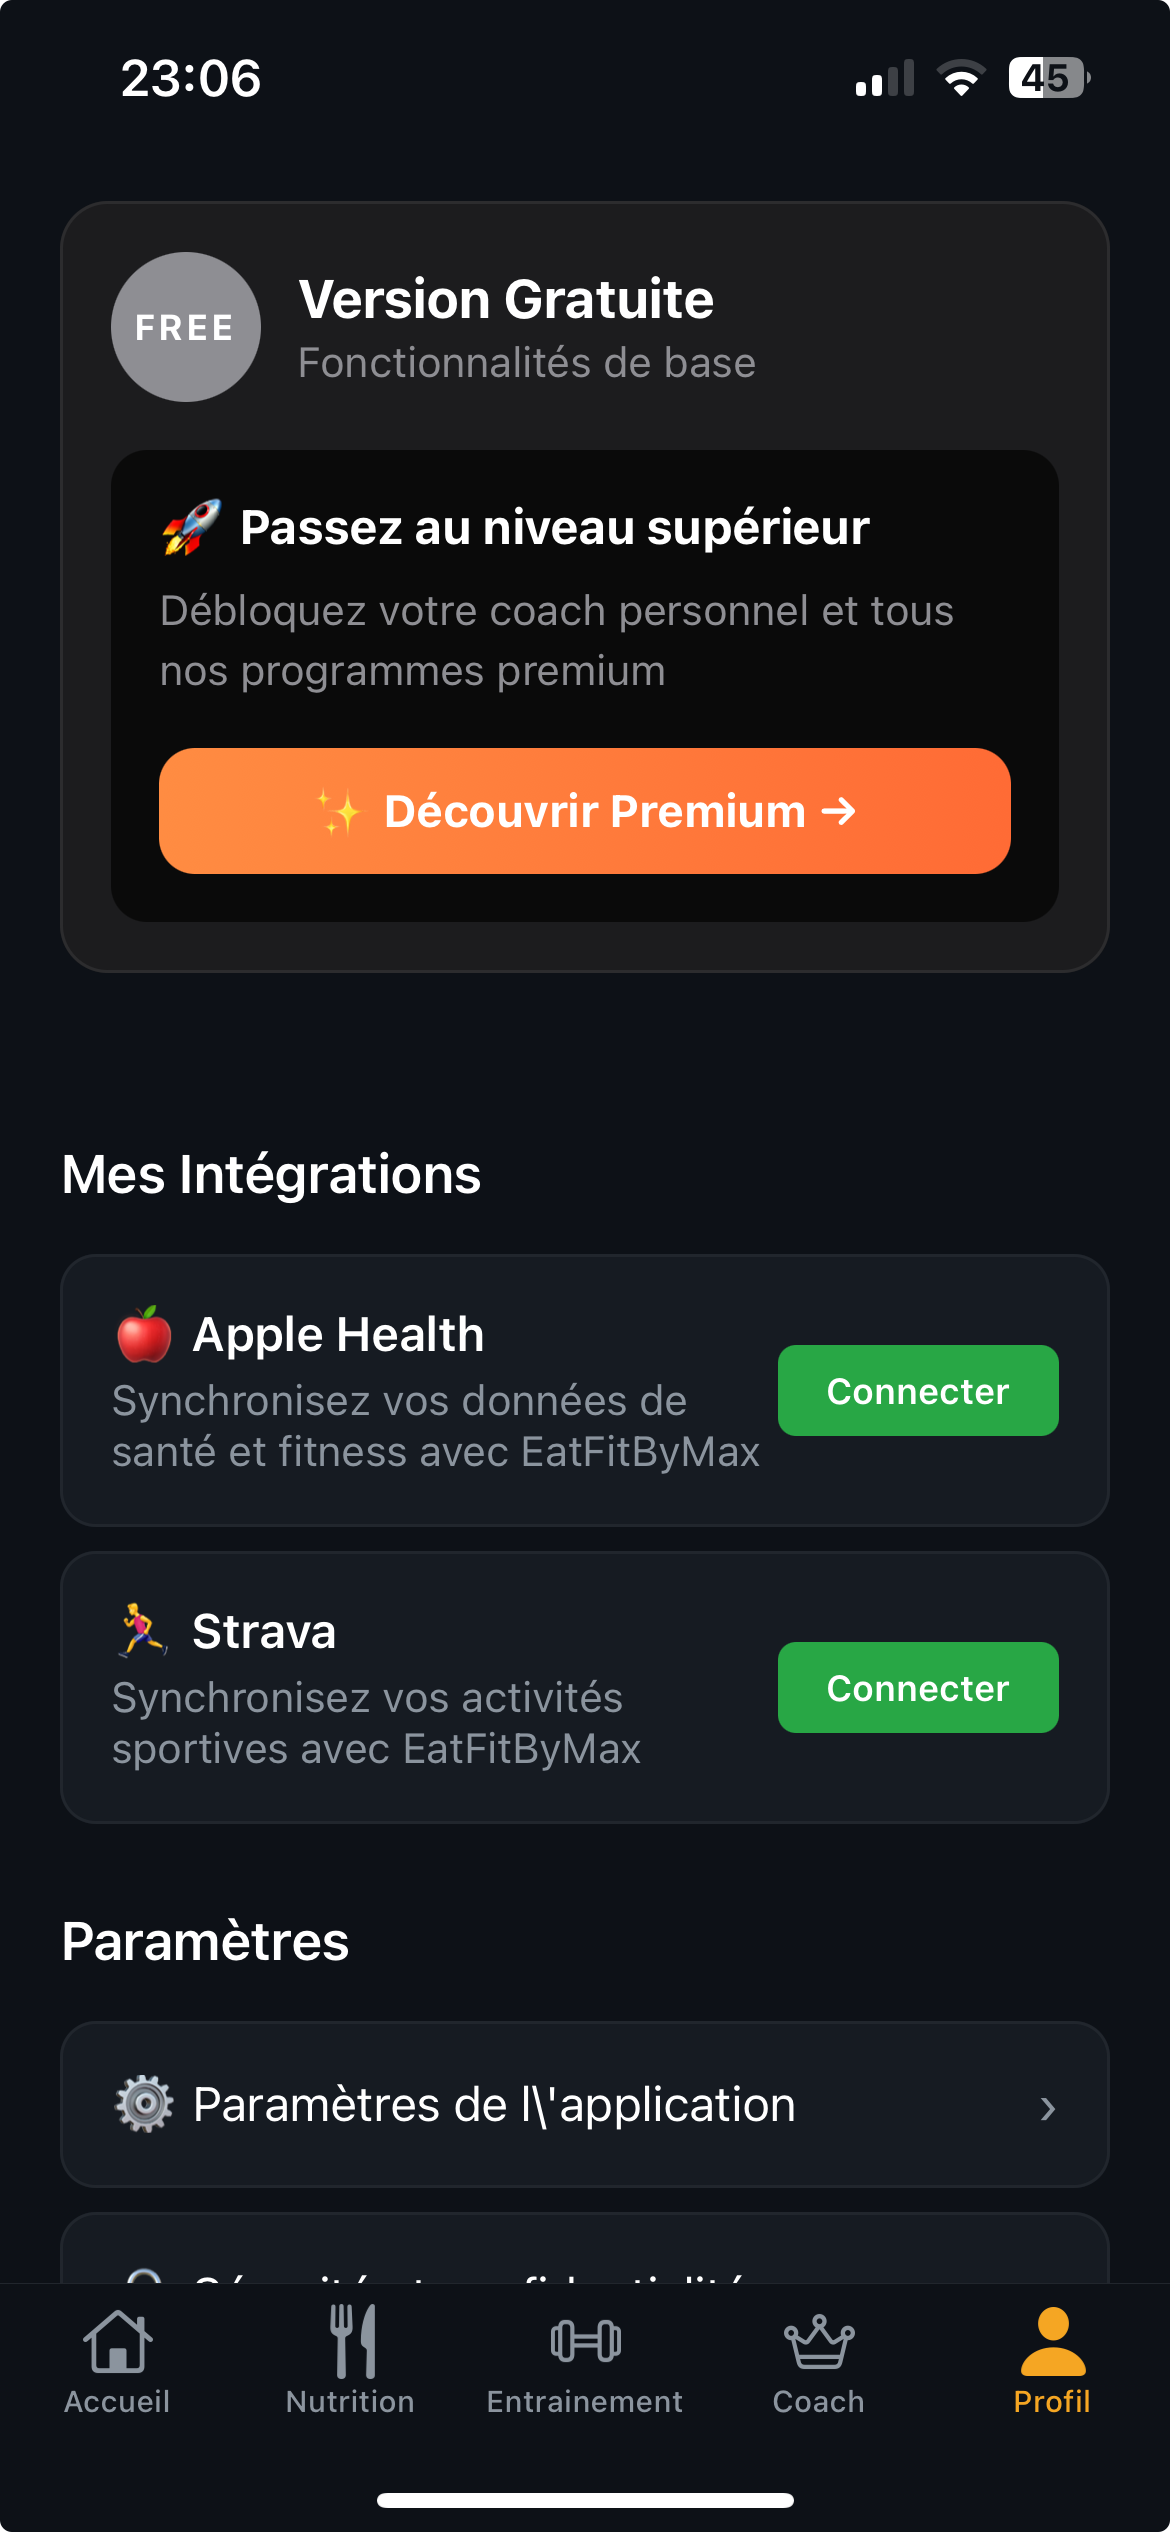 23:06
45
FREE
Version Gratuite
Fonctionnalités de base
🚀 Passez au niveau supérieur
Débloquez votre coach personnel et tous
nos programmes premium
✨ Découvrir Premium →
Mes Intégrations
🍎 Apple Health
Synchronisez vos données de
santé et fitness avec EatFitByMax
Connecter
🏃 Strava
Synchronisez vos activités
sportives avec EatFitByMax
Connecter
Paramètres
⚙️ Paramètres de l\'application ›
Accueil
Nutrition
Entrainement
Coach
Profil